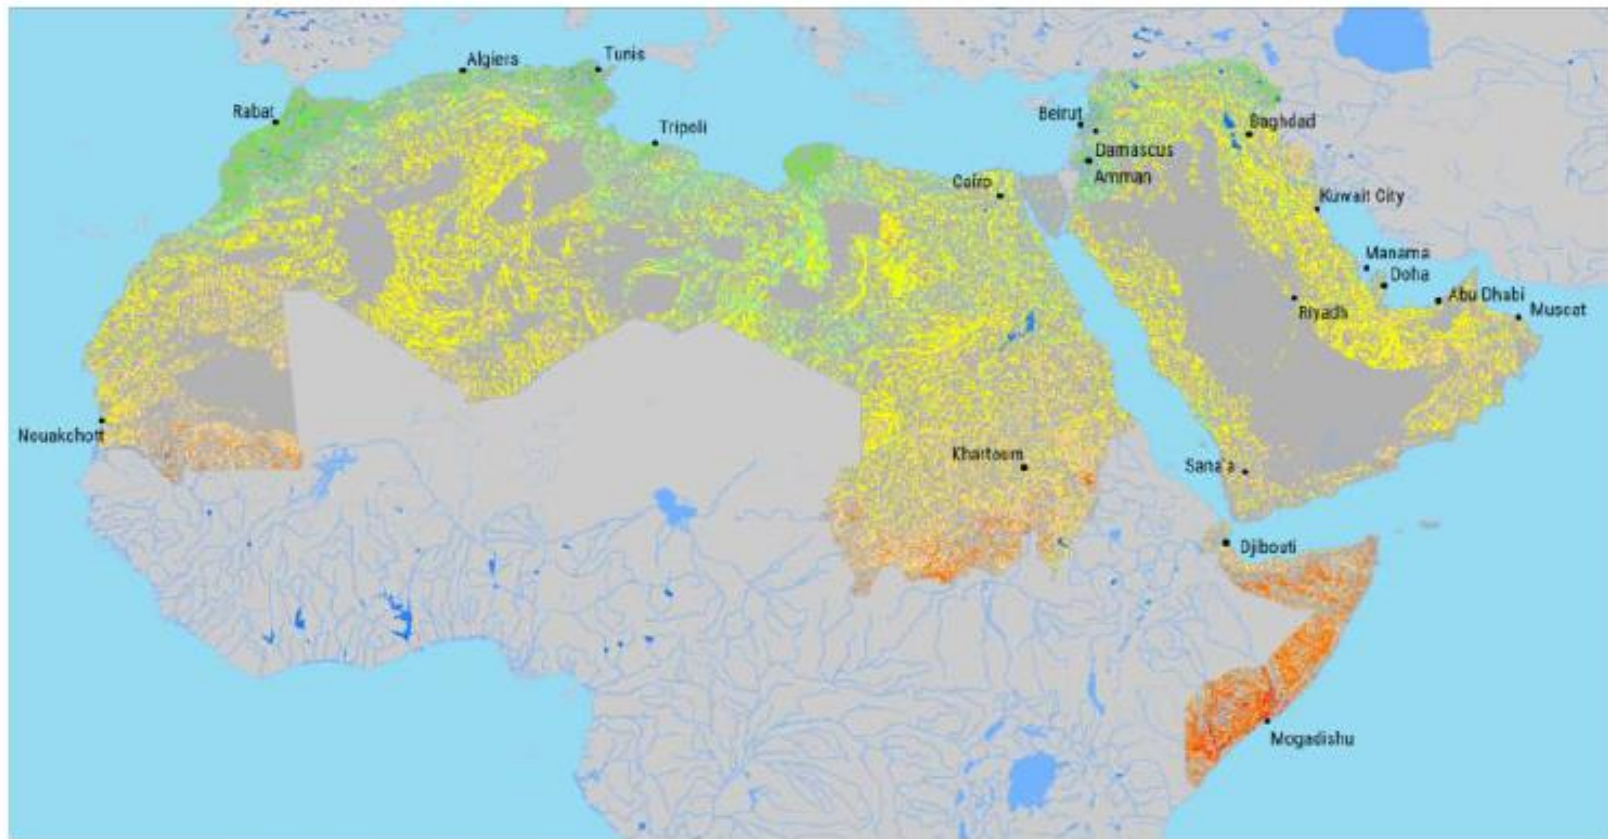 Algiers
Tunis
Rabat
Tripoli
Beirut
Baghdad
Damascus
Cairo
Amman
Kuwait City
Manama
Doha
Abu Dhabi
Riyadh
Muscat
Nouakchott
Khartoum
Sana'a
Djibouti
Mogadishu